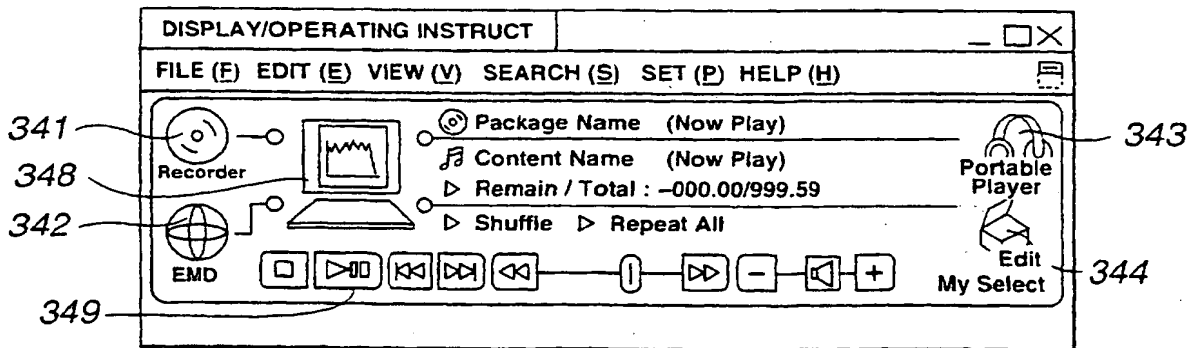 DISPLAY/OPERATING INSTRUCT
FILE (F) EDIT (E) VIEW (V) SEARCH (S) SET (P) HELP (H)
341
Recorder
348
342
EMD
349
Package Name (Now Play)
Content Name (Now Play)
Remain / Total : -000.00/999.59
Shuffle Repeat All
343
Portable
Player
Edit
My Select
344